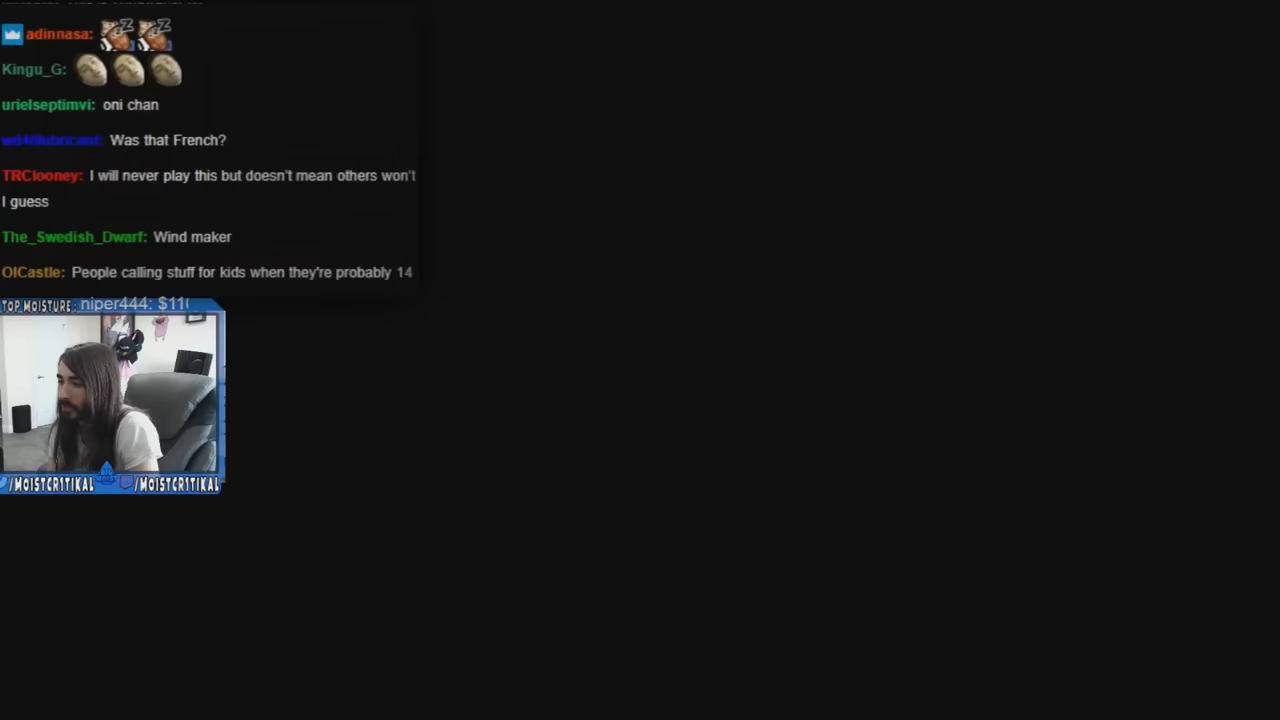 adinnasa:
Kingu_G:
urielseptimvi: oni chan
Was that French?
TRClooney: I will never play this but doesn't mean others won't
I guess
The_Swedish_Dwarf: Wind maker
OlCastle: People calling stuff for kids when they're probably 14
TOP MOISTURE: niper444: $11
/MOISTCR1TIKAL /MOISTCR1TIKAL